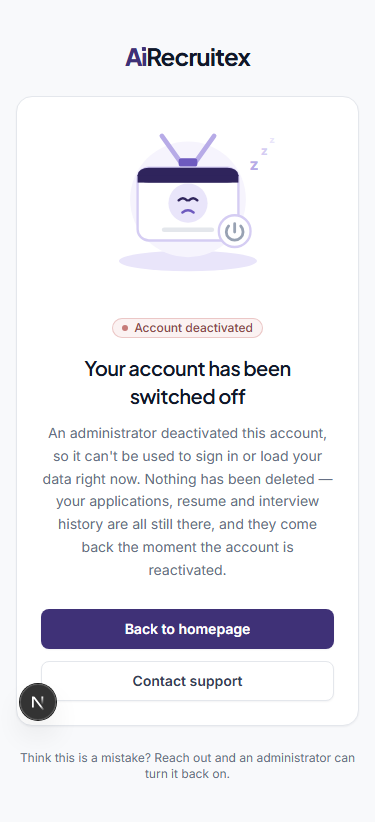 AiRecruitex
z
z
z
Account deactivated
Your account has been
switched off
An administrator deactivated this account,
so it can't be used to sign in or load your
data right now. Nothing has been deleted —
your applications, resume and interview
history are all still there, and they come
back the moment the account is
reactivated.
Back to homepage
Contact support
N
Think this is a mistake? Reach out and an administrator can
turn it back on.